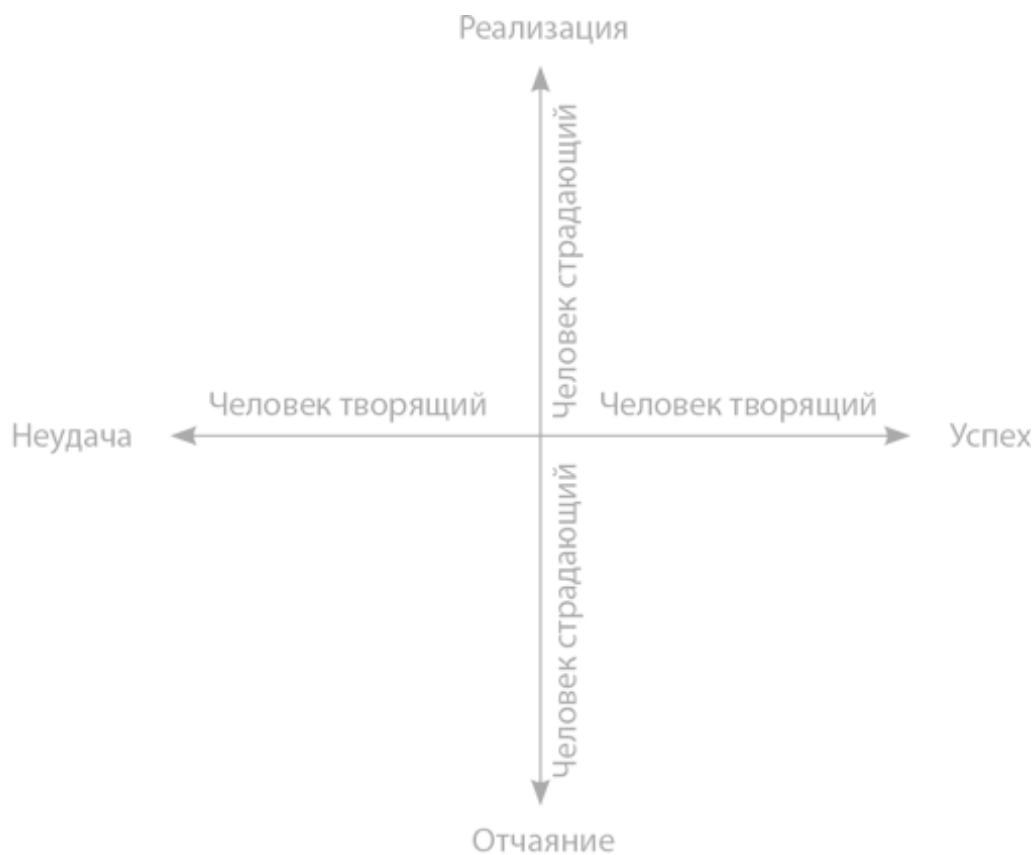 Реализация
Человек страдающий
Человек творящий
Человек творящий
Неудача
Успех
Человек страдающий
Отчаяние